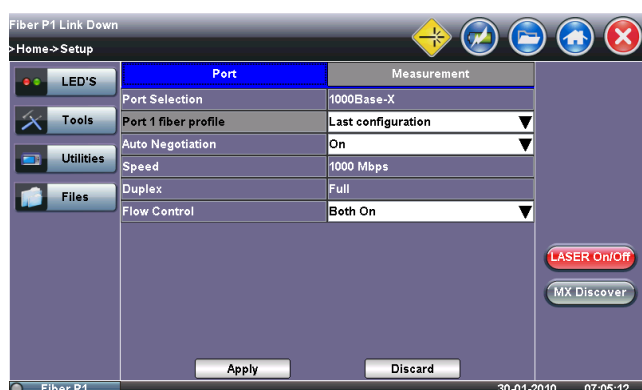 Fiber P1 Link Down
>Home->Setup
LED'S
Tools
Utilities
Files
Port Measurement
Port Selection 1000Base-X
Port 1 fiber profile Last configuration
Auto Negotiation On
Speed 1000 Mbps
Duplex Full
Flow Control Both On
LASER On/Off
MX Discover
Apply Discard
Fiber P1 30-01-2010 07:05:12